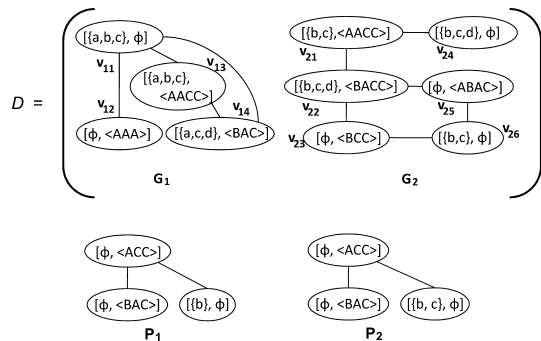 [{a,b,c}, ϕ]
[{b,c},<AACC>]
[{b,c,d}, ϕ]
v11
v13
v21
v24
[{a,b,c},
<AACC>]
[{b,c,d}, <BACC>]
[ϕ, <ABAC>]
D =
v12
v14
v22
v25
[ϕ, <AAA>]
[{a,c,d}, <BAC>]
v23
[ϕ, <BCC>]
[{b,c}, ϕ]
v26
G1
G2
[ϕ, <ACC>]
[ϕ, <ACC>]
[ϕ, <BAC>]
[{b}, ϕ]
[ϕ, <BAC>]
[{b, c}, ϕ]
P1
P2